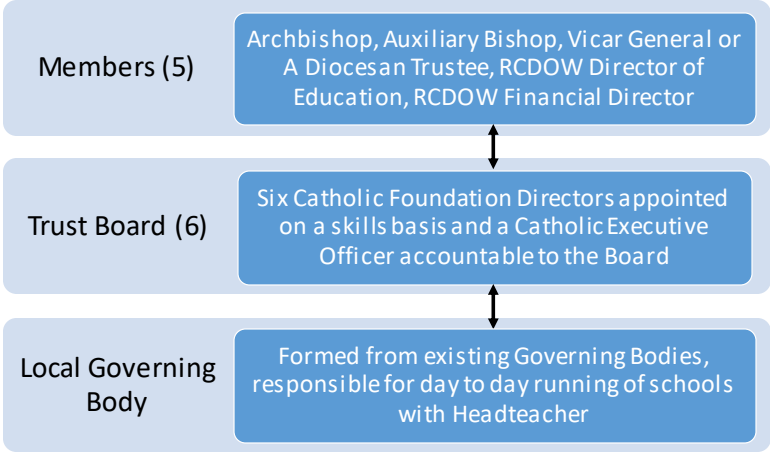 Members (5)
Archbishop, Auxiliary Bishop, Vicar General or
A Diocesan Trustee, RCDOW Director of
Education, RCDOW Financial Director
Trust Board (6)
Six Catholic Foundation Directors appointed
on a skills basis and a Catholic Executive
Officer accountable to the Board
Local Governing
Body
Formed from existing Governing Bodies,
responsible for day to day running of schools
with Headteacher